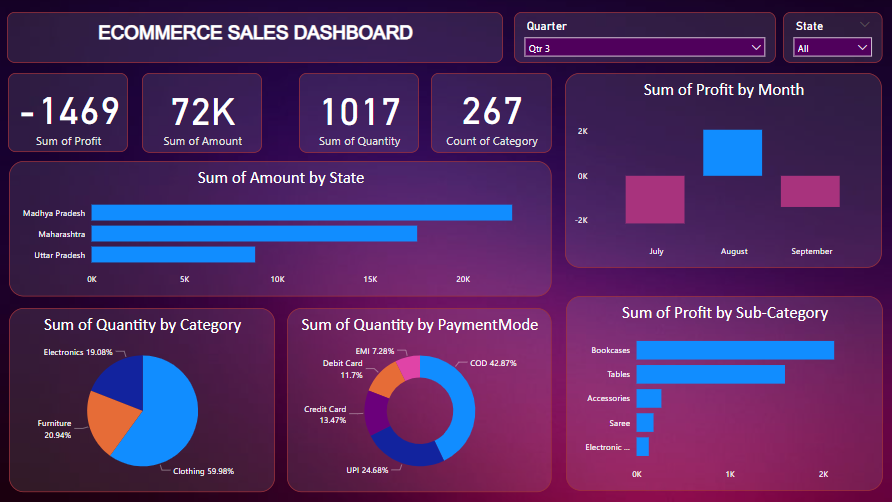 ECOMMERCE SALES DASHBOARD
Quarter
Qtr 3
State
All
-1469
Sum of Profit
72K
Sum of Amount
1017
Sum of Quantity
267
Count of Category
Sum of Profit by Month
2K
0K
-2K
July August September
Sum of Amount by State
Madhya Pradesh
Maharashtra
Uttar Pradesh
0K 5K 10K 15K 20K
Sum of Quantity by Category
Electronics 19.08%
Furniture
20.94%
Clothing 59.98%
Sum of Quantity by PaymentMode
EMI 7.28%
Debit Card
11.7%
COD 42.87%
Credit Card
13.47%
UPI 24.68%
Sum of Profit by Sub-Category
Bookcases
Tables
Accessories
Saree
Electronic ...
0K 1K 2K